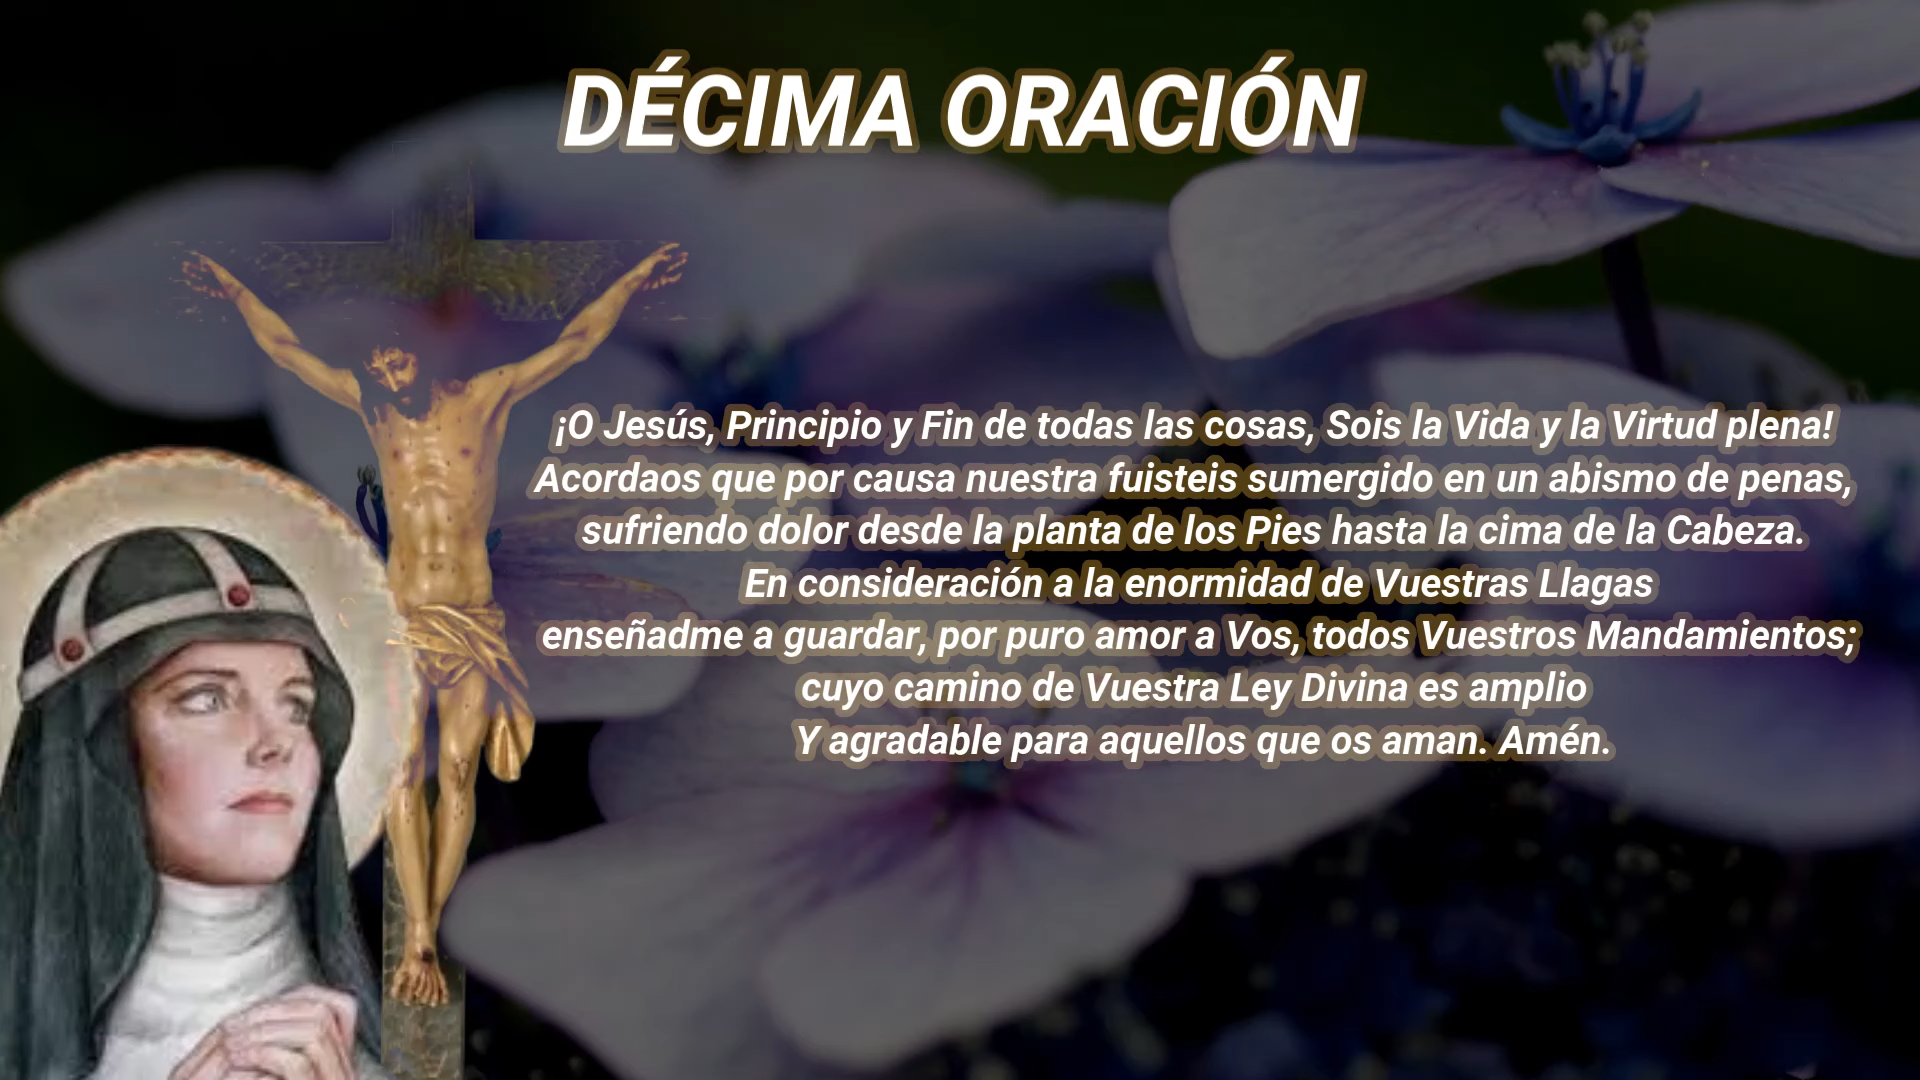 DÉCIMA ORACIÓN
¡O Jesús, Principio y Fin de todas las cosas, Sois la Vida y la Virtud plena!
Acordaos que por causa nuestra fuisteis sumergido en un abismo de penas,
sufriendo dolor desde la planta de los Pies hasta la cima de la Cabeza.
En consideración a la enormidad de Vuestras Llagas
enseñadme a guardar, por puro amor a Vos, todos Vuestros Mandamientos;
cuyo camino de Vuestra Ley Divina es amplio
Y agradable para aquellos que os aman. Amén.